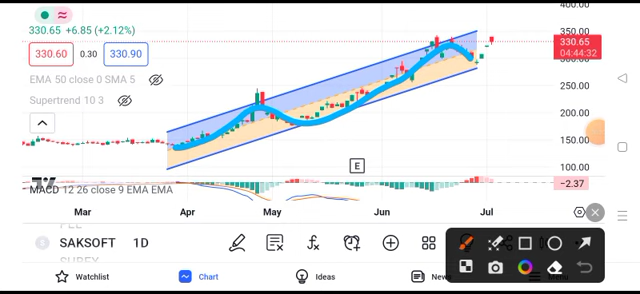 400.00
330.65 +6.85 (+2.12%)
350.00
330.60 0.30 330.90
330.65
04:44:32
300.00
EMA 50 close 0 SMA 5
250.00
Supertrend 10 3
200.00
150.00
E
100.00
MACD 12 26 close 9 EMA EMA
−2.37
Mar Apr May Jun Jul
SAKSOFT 1D
Watchlist Chart Ideas News